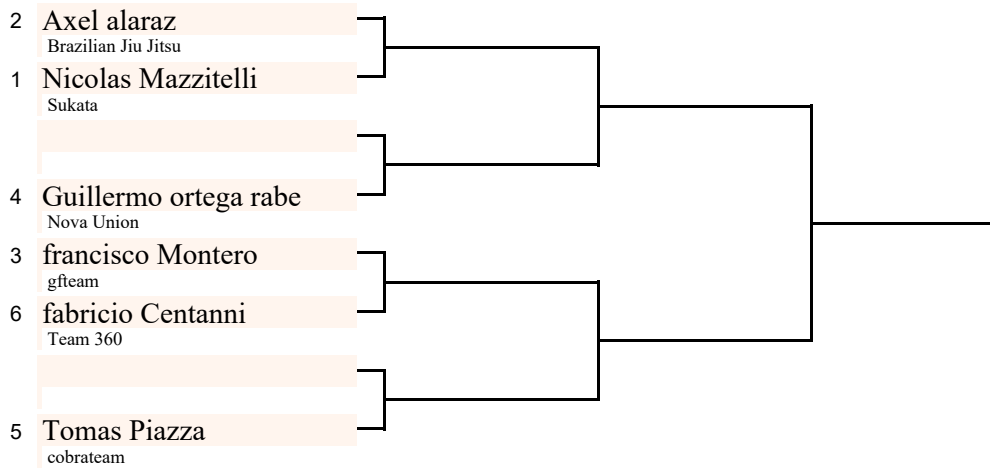 2 Axel alaraz
Brazilian Jiu Jitsu
1 Nicolas Mazzitelli
Sukata
4 Guillermo ortega rabe
Nova Union
3 francisco Montero
gfteam
6 fabricio Centanni
Team 360
5 Tomas Piazza
cobrateam